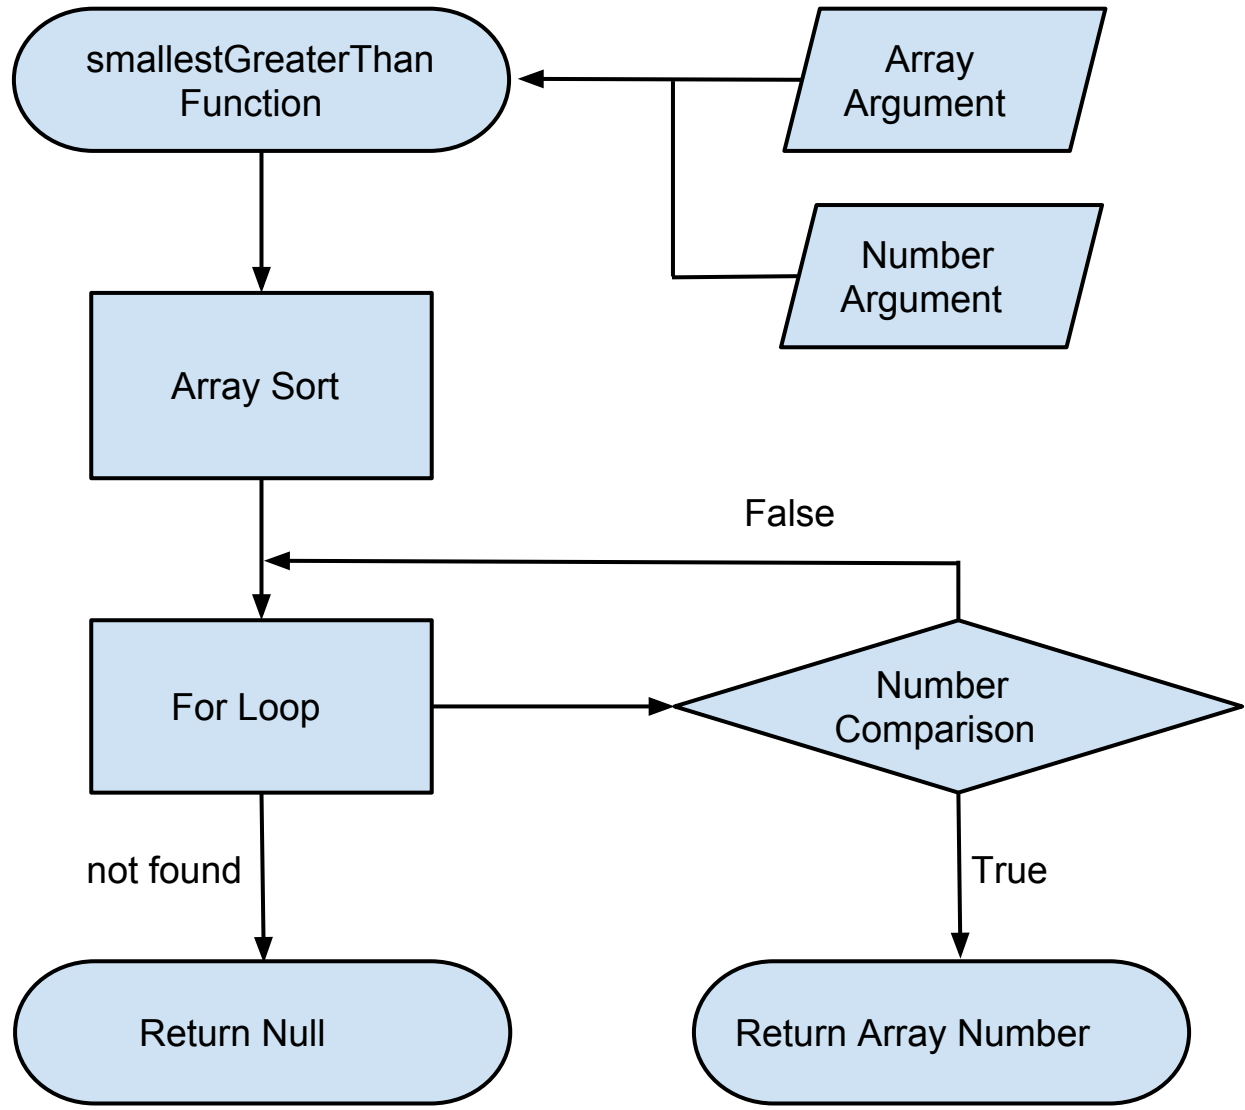 smallestGreaterThan
Function
Array
Argument
Number
Argument
Array Sort
False
For Loop
Number
Comparison
not found
True
Return Null
Return Array Number